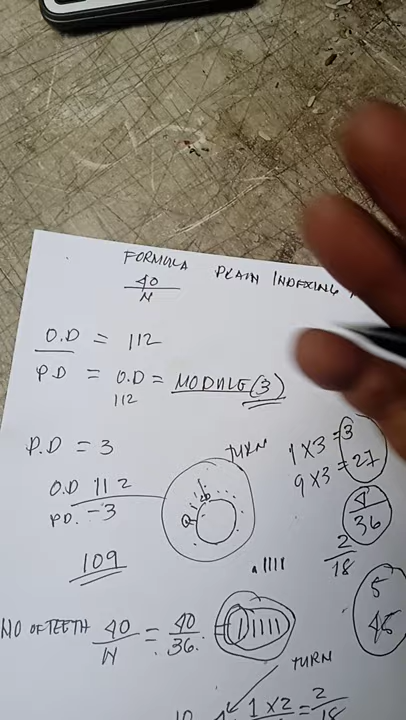 FORMULA PLAIN INDEXING
40
N
O.D = 112
P.D = O.D = MODULE (3)
112
P.D = 3
TURN
1 X 3 = 3
9 X 3 = 27
O.D 112
P.D. - 3
109
4
36
2
18
5
45
NO OF TEETH 40 = 40 =
N 36
TURN
1 X 2 = 2
18